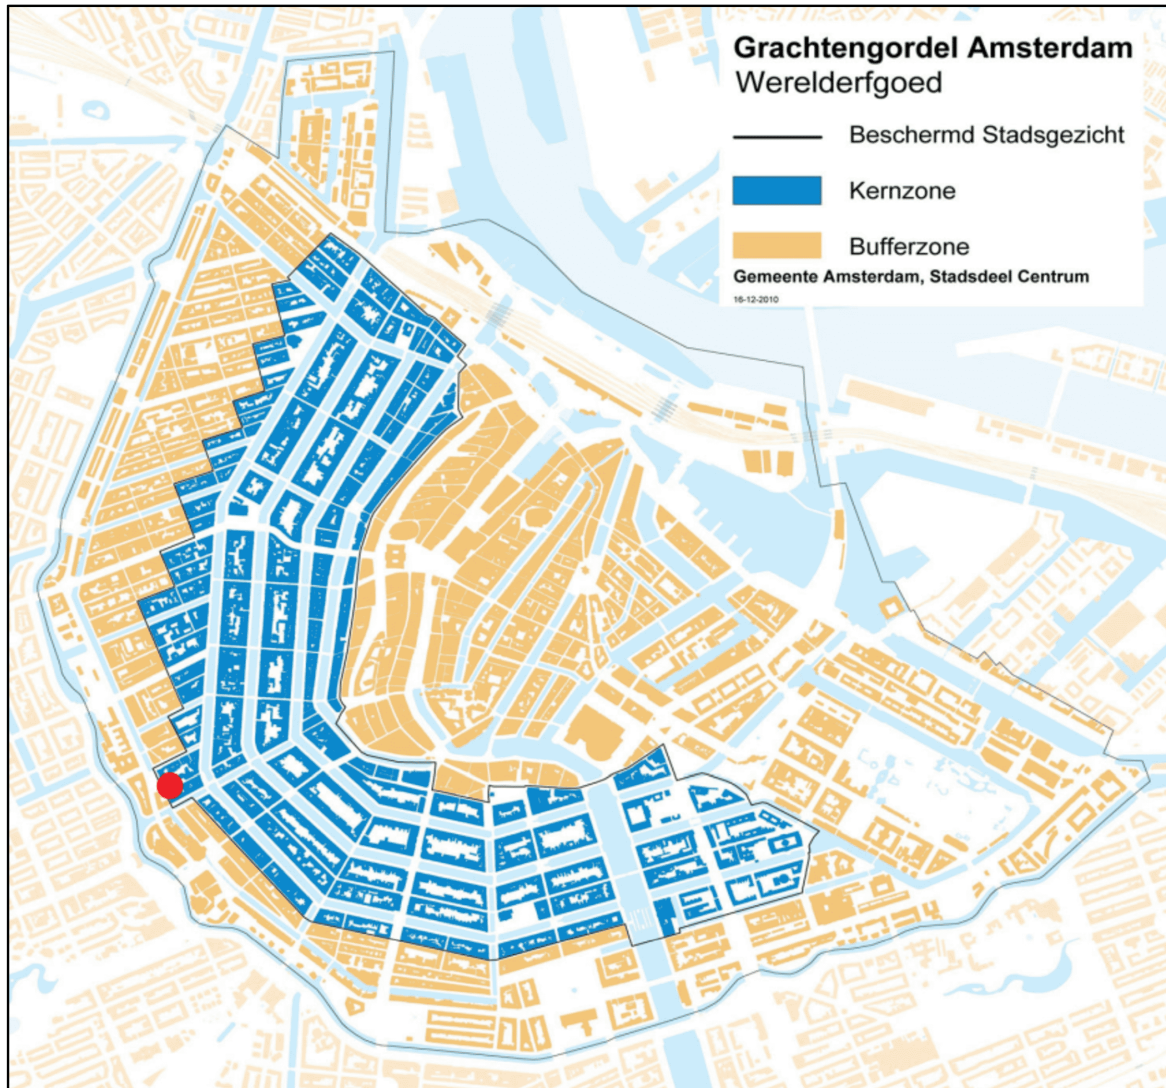 Grachtengordel Amsterdam
Werelderfgoed
Beschermd Stadsgezicht
Kernzone
Bufferzone
Gemeente Amsterdam, Stadsdeel Centrum
16-12-2010